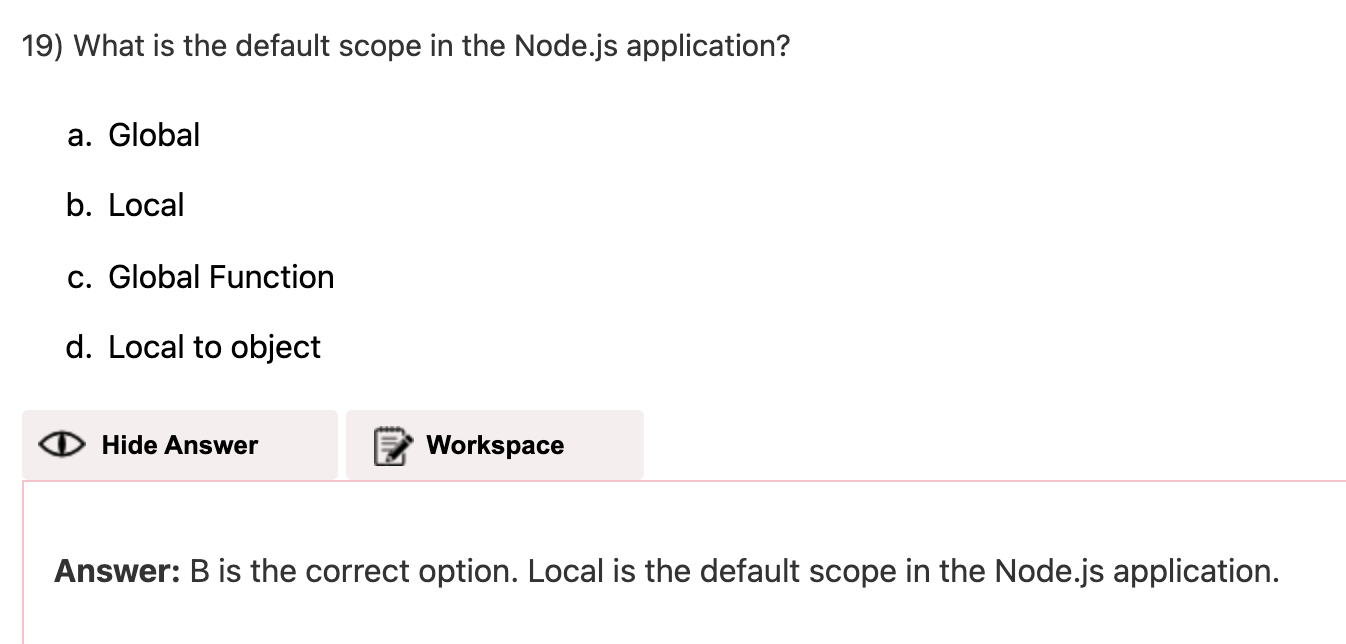 19) What is the default scope in the Node.js application?
a. Global
b. Local
c. Global Function
d. Local to object
Hide Answer Workspace
Answer: B is the correct option. Local is the default scope in the Node.js application.